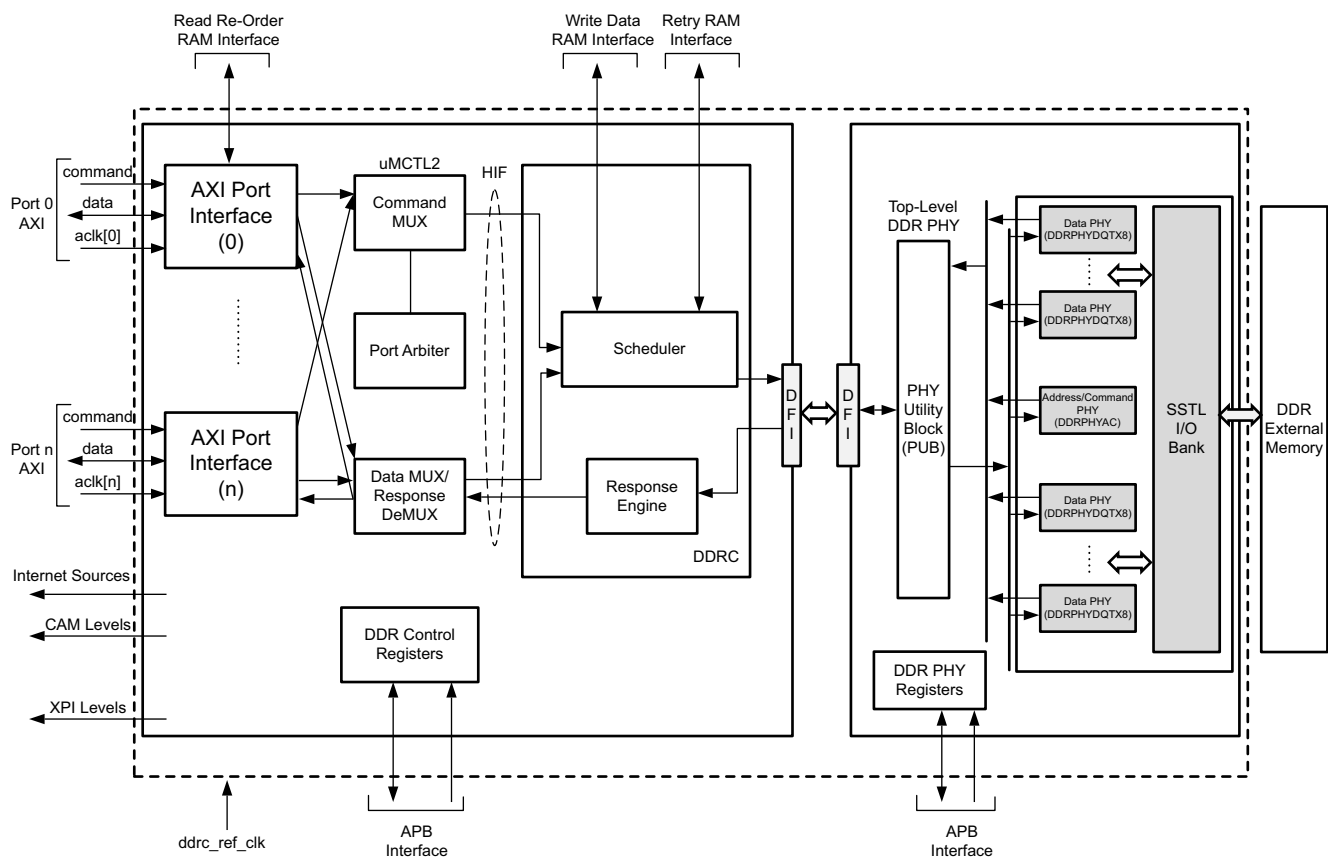 Read Re-Order
RAM Interface
Write Data
RAM Interface
Retry RAM
Interface
Port 0
AXI
command
data
aclk[0]
AXI Port
Interface
(0)
uMCTL2
Command
MUX
HIF
Port Arbiter
Scheduler
Port n
AXI
command
data
aclk[n]
AXI Port
Interface
(n)
Data MUX/
Response
DeMUX
Response
Engine
DDRC
D
F
I
D
F
I
Top-Level
DDR PHY
PHY
Utility
Block
(PUB)
Data PHY
(DDRPHYDQTX8)
Data PHY
(DDRPHYDQTX8)
Address/Command
PHY
(DDRPHYAC)
Data PHY
(DDRPHYDQTX8)
Data PHY
(DDRPHYDQTX8)
SSTL
I/O
Bank
DDR
External
Memory
Internet Sources
CAM Levels
XPI Levels
DDR Control
Registers
DDR PHY
Registers
ddrc_ref_clk
APB
Interface
APB
Interface